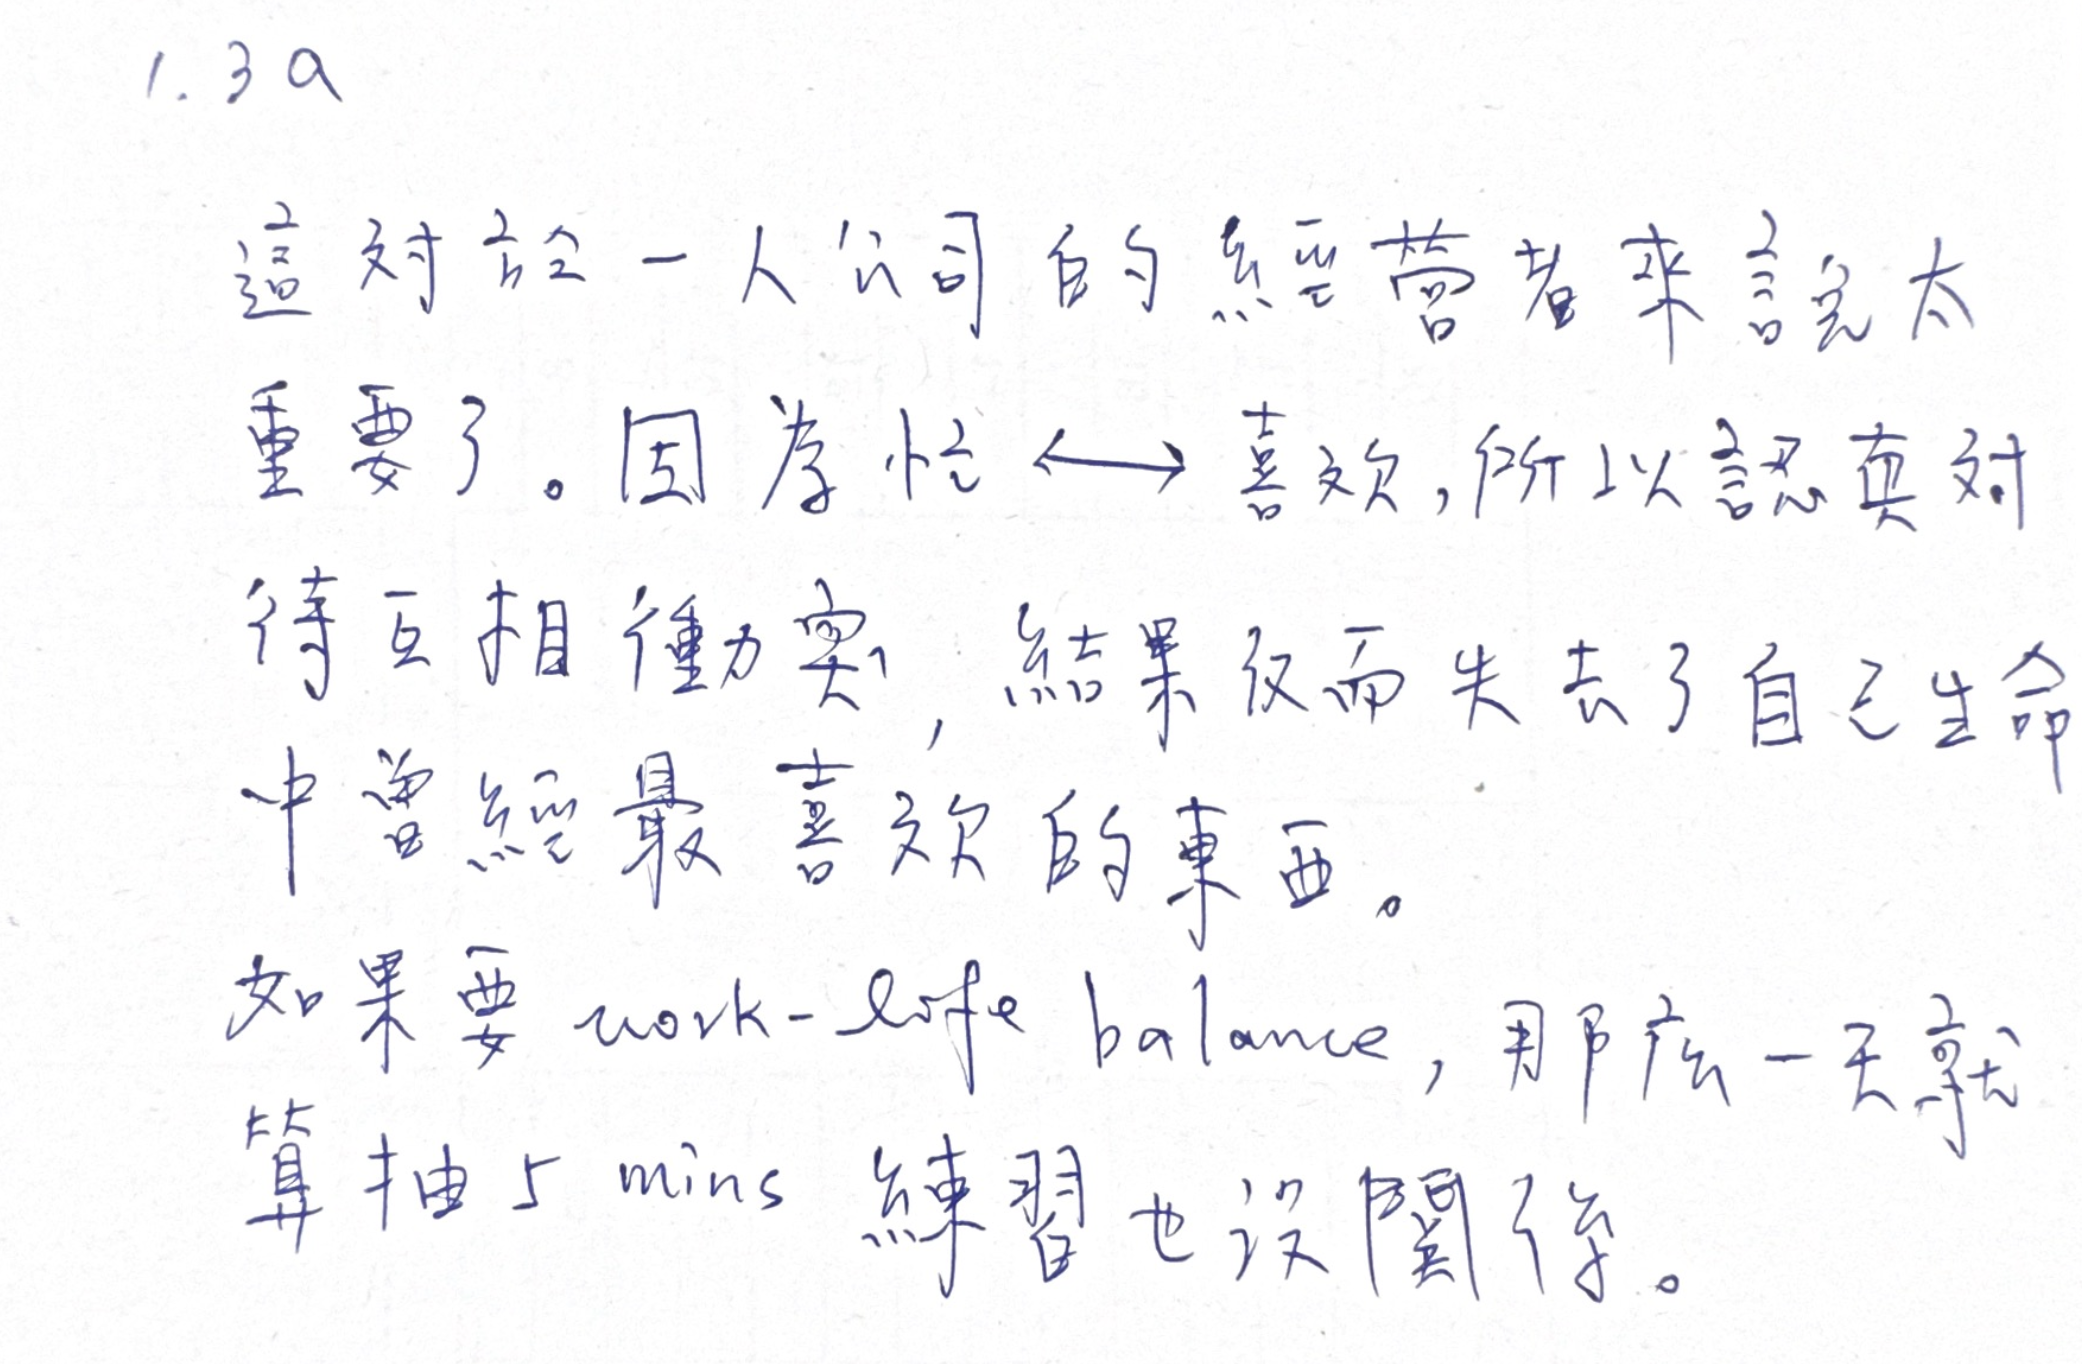 1.3a
這対於一人公司的經营者來說太
重要了。因為忙 ←→ 喜欢，所以認真対
待互相衝突，結果反而失去了自己生命
中曾經最喜欢的東西。
如果要 work-life balance，那麼一天就
算抽5 mins 練習也沒関係。